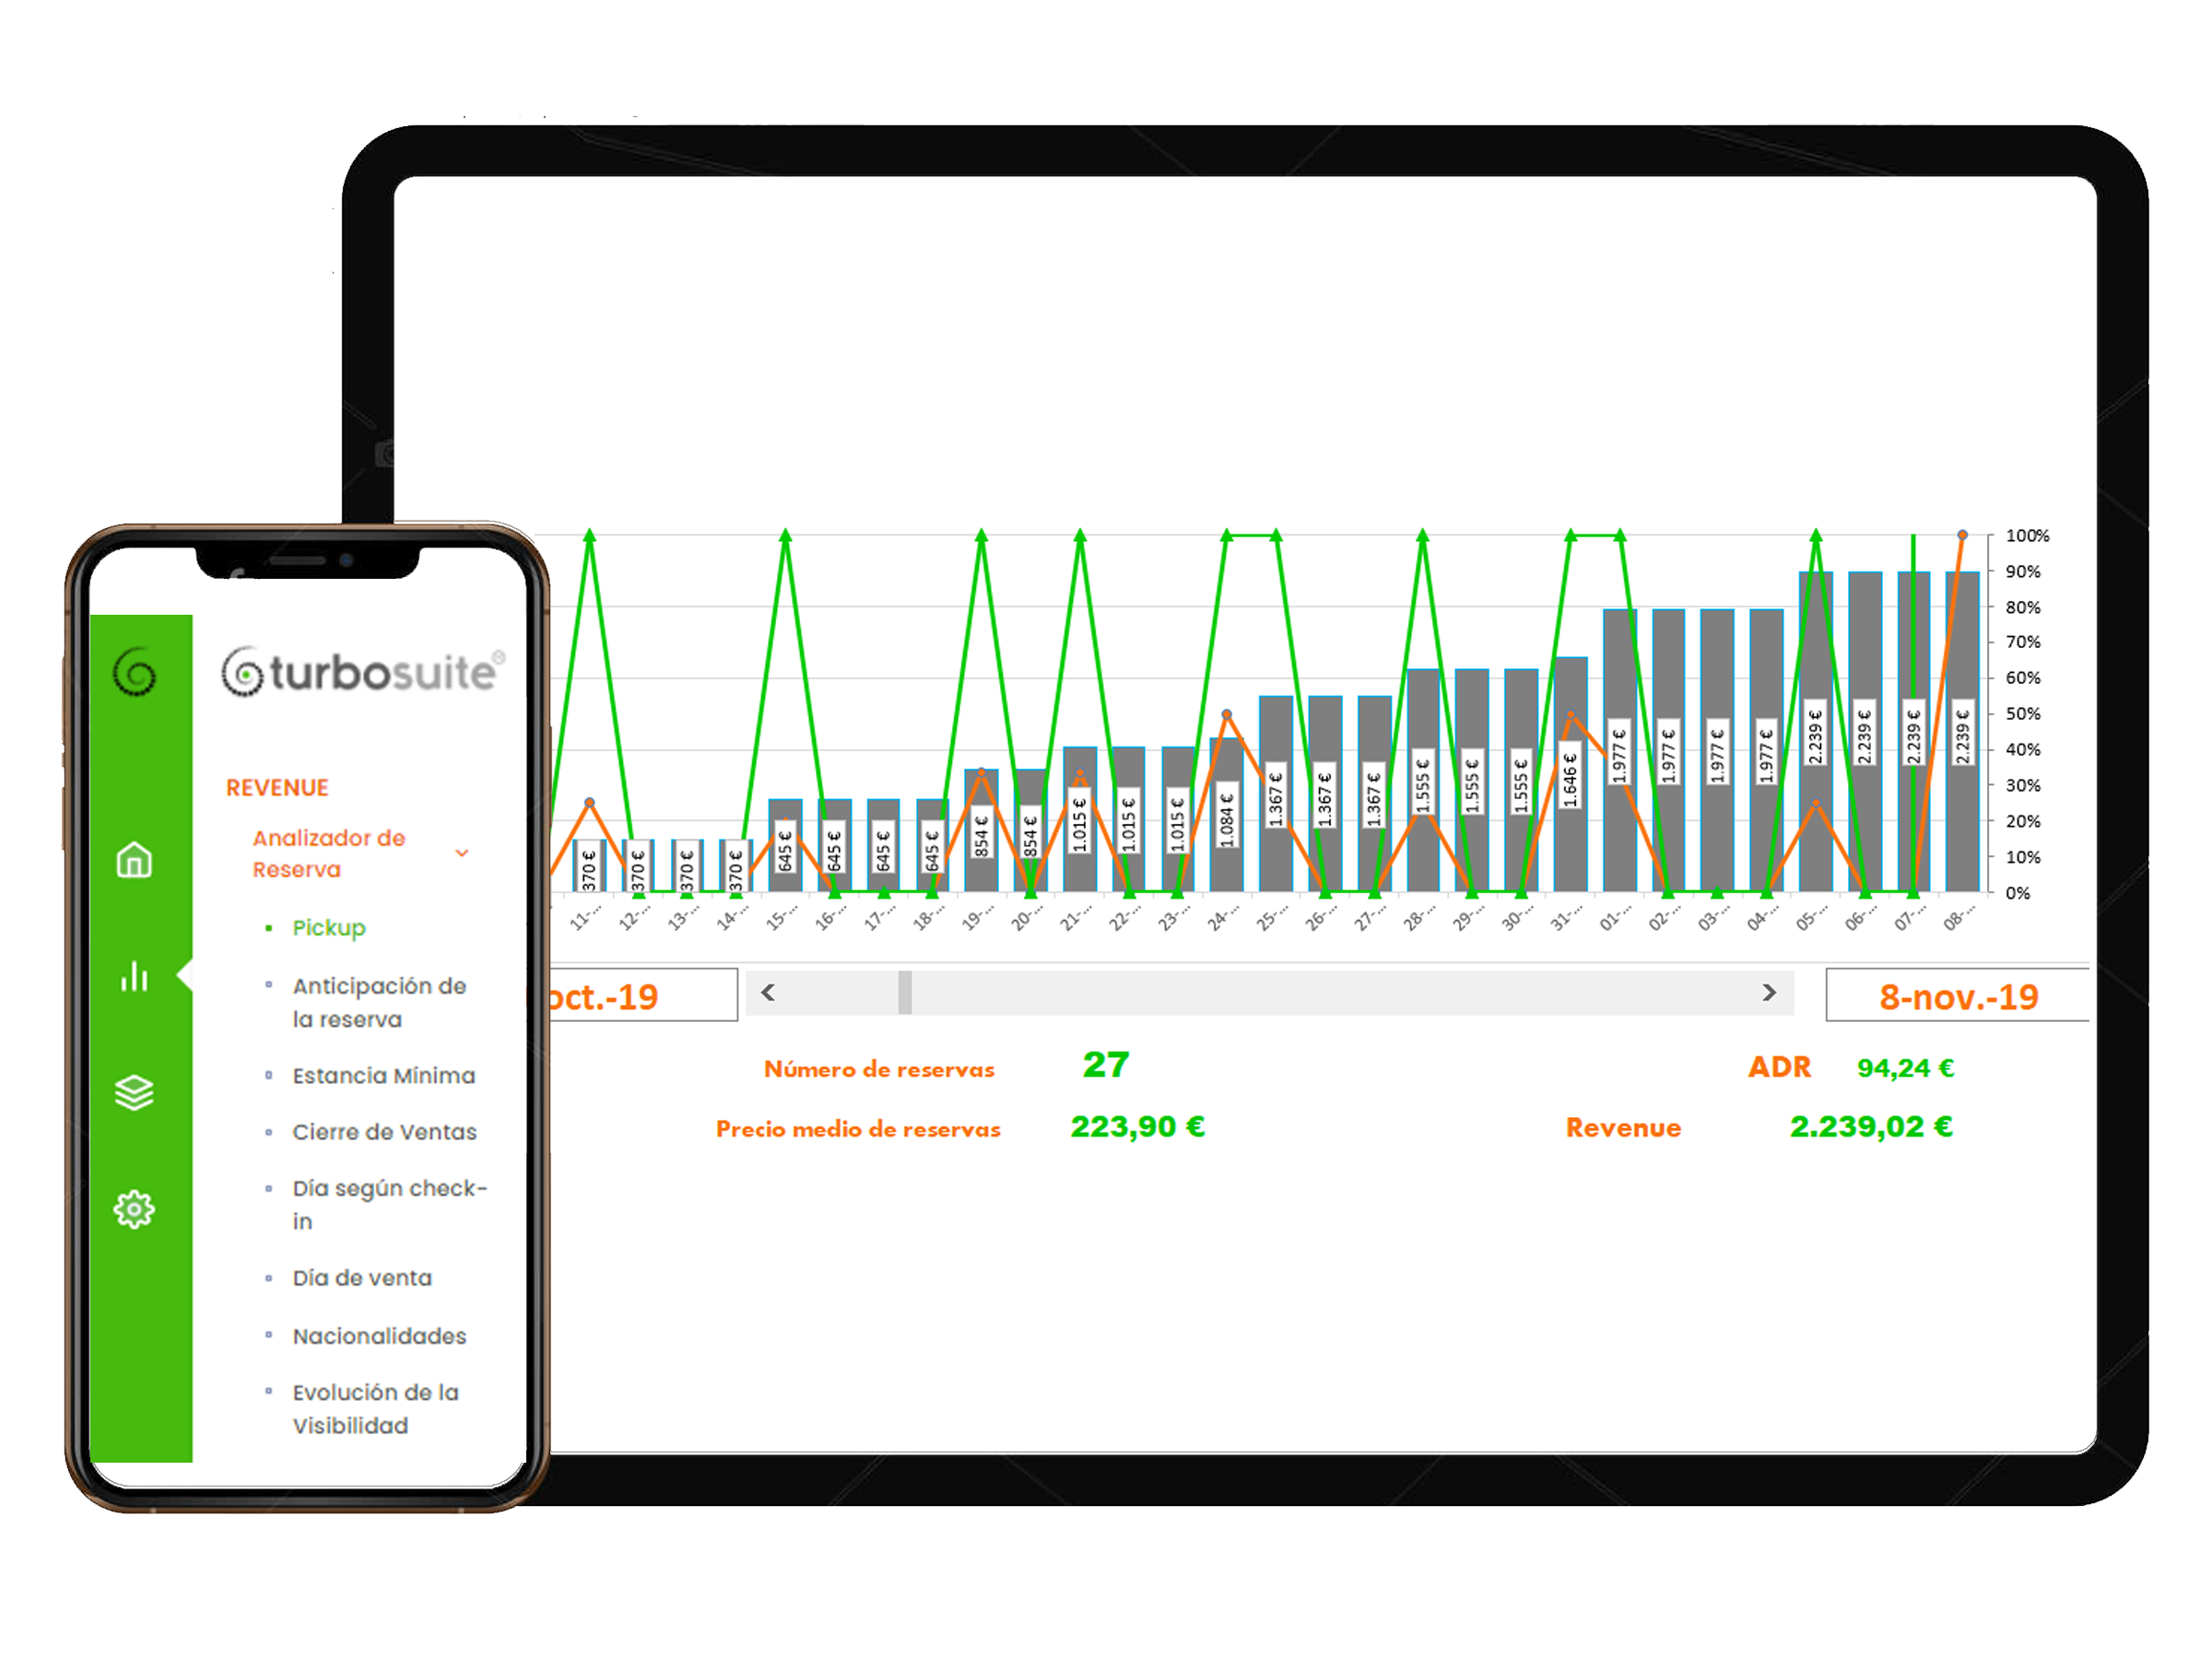 turbosuite®
REVENUE
Analizador de
Reserva
Pickup
Anticipación de
la reserva
Estancia Mínima
Cierre de Ventas
Día según check-
in
Día de venta
Nacionalidades
Evolución de la
Visibilidad
100%
90%
80%
70%
60%
50%
40%
30%
20%
10%
0%
370 € 370 € 370 € 370 € 645 € 645 € 645 € 645 € 854 € 854 € 1.015 € 1.015 € 1.015 € 1.084 € 1.367 € 1.367 € 1.367 € 1.555 € 1.555 € 1.555 € 1.646 € 1.977 € 1.977 € 1.977 € 1.977 € 2.239 € 2.239 € 2.239 € 2.239 €
11-... 12-... 13-... 14-... 15-... 16-... 17-... 18-... 19-... 20-... 21-... 22-... 23-... 24-... 25-... 26-... 27-... 28-... 29-... 30-... 31-... 01-... 02-... 03-... 04-... 05-... 06-... 07-... 08-...
oct.-19
8-nov.-19
Número de reservas 27
ADR 94,24 €
Precio medio de reservas 223,90 €
Revenue 2.239,02 €